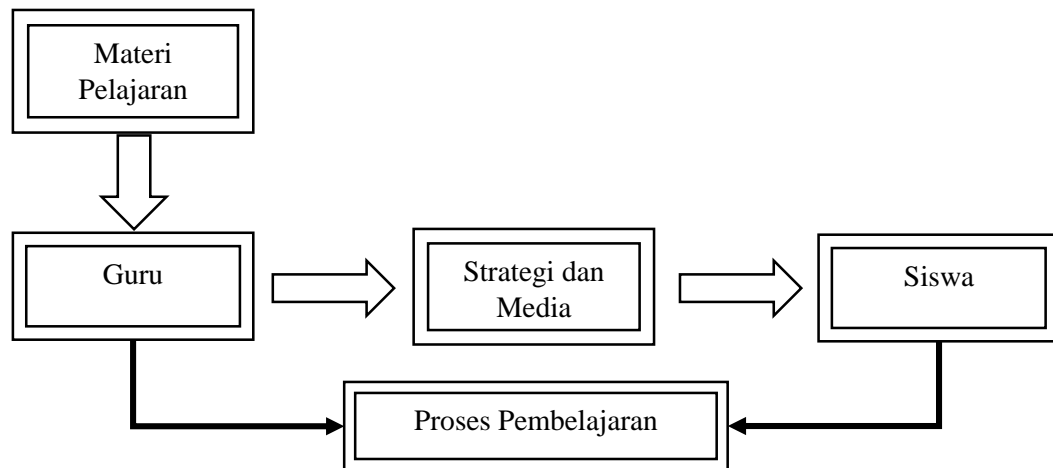 Materi
Pelajaran
Guru
Strategi dan
Media
Siswa
Proses Pembelajaran